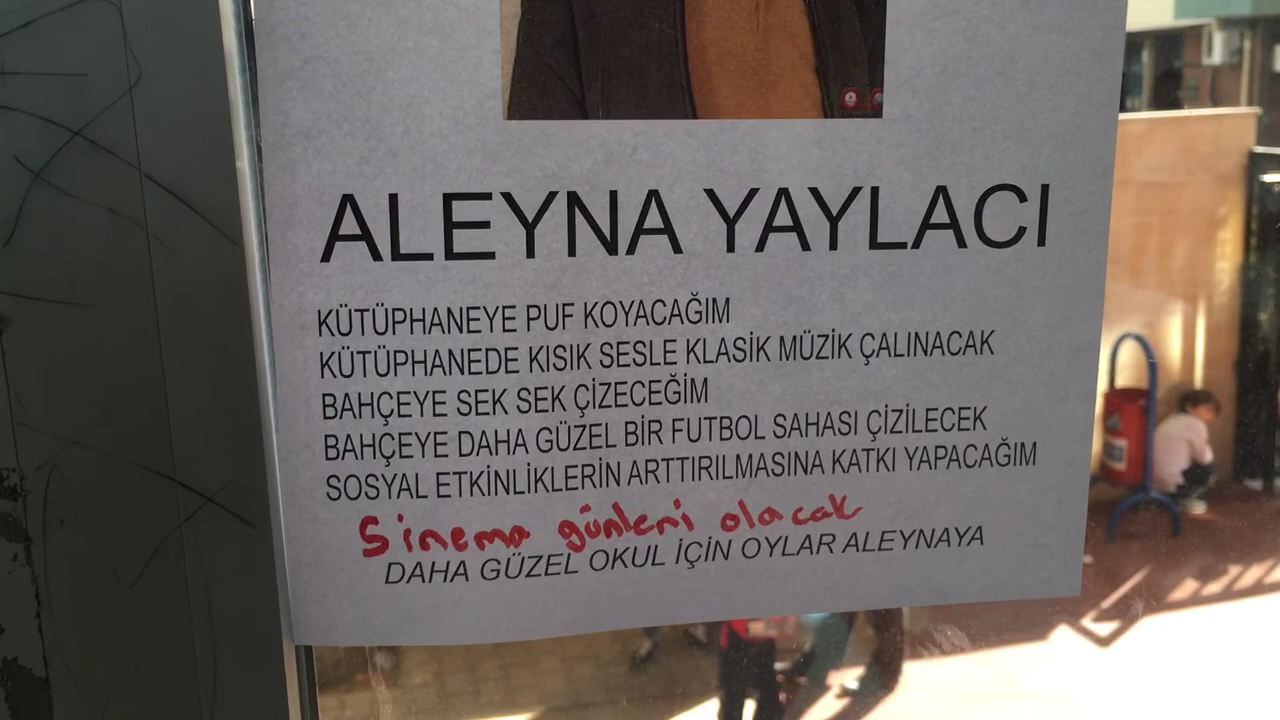 ALEYNA YAYLACI
KÜTÜPHANEYE PUF KOYACAĞIM
KÜTÜPHANEDE KISIK SESLE KLASİK MÜZİK ÇALINACAK
BAHÇEYE SEK SEK ÇİZECEĞİM
BAHÇEYE DAHA GÜZEL BİR FUTBOL SAHASI ÇİZİLECEK
SOSYAL ETKİNLİKLERİN ARTTIRILMASINA KATKI YAPACAĞIM
Sinema günleri olacak
DAHA GÜZEL OKUL İÇİN OYLAR ALEYNAYA